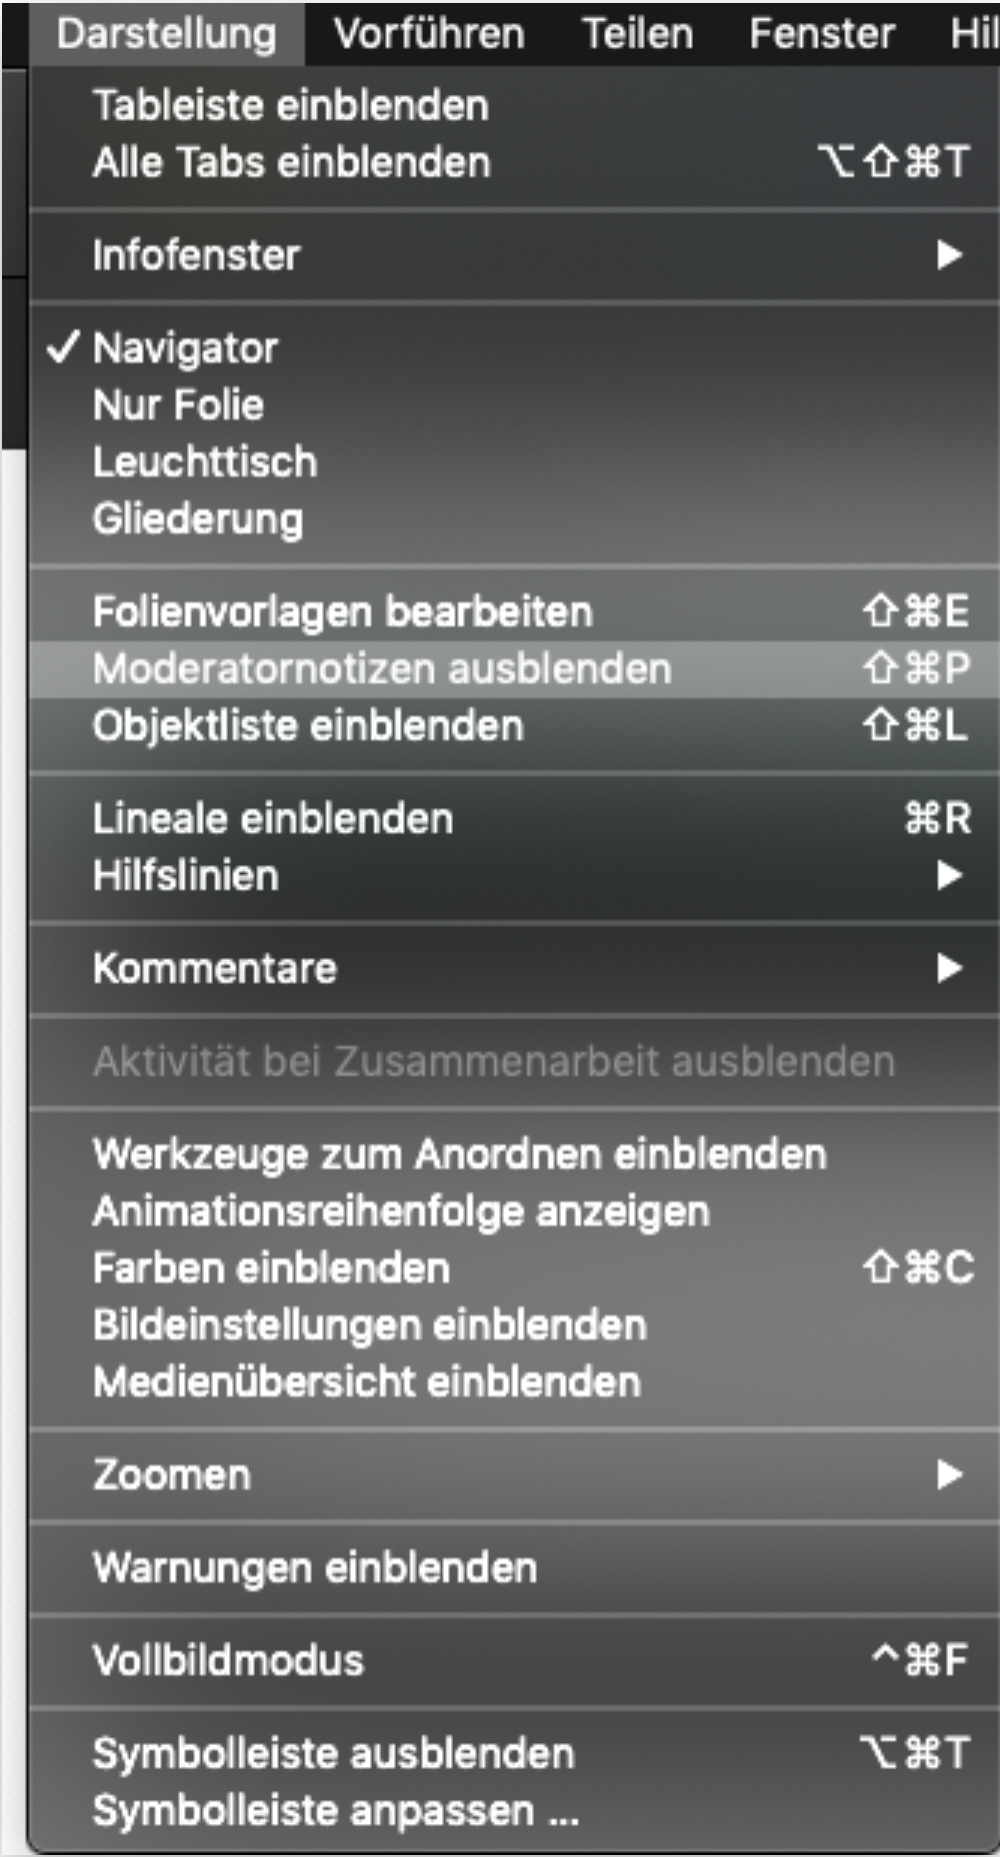 Darstellung Vorführen Teilen Fenster Hil
Tableiste einblenden
Alle Tabs einblenden ⌥⇧⌘T
Infofenster ▶
✓ Navigator
Nur Folie
Leuchttisch
Gliederung
Folienvorlagen bearbeiten ⇧⌘E
Moderatornotizen ausblenden ⇧⌘P
Objektliste einblenden ⇧⌘L
Lineale einblenden ⌘R
Hilfslinien ▶
Kommentare ▶
Aktivität bei Zusammenarbeit ausblenden
Werkzeuge zum Anordnen einblenden
Animationsreihenfolge anzeigen
Farben einblenden ⇧⌘C
Bildeinstellungen einblenden
Medienübersicht einblenden
Zoomen ▶
Warnungen einblenden
Vollbildmodus ^⌘F
Symbolleiste ausblenden ⌥⌘T
Symbolleiste anpassen ...